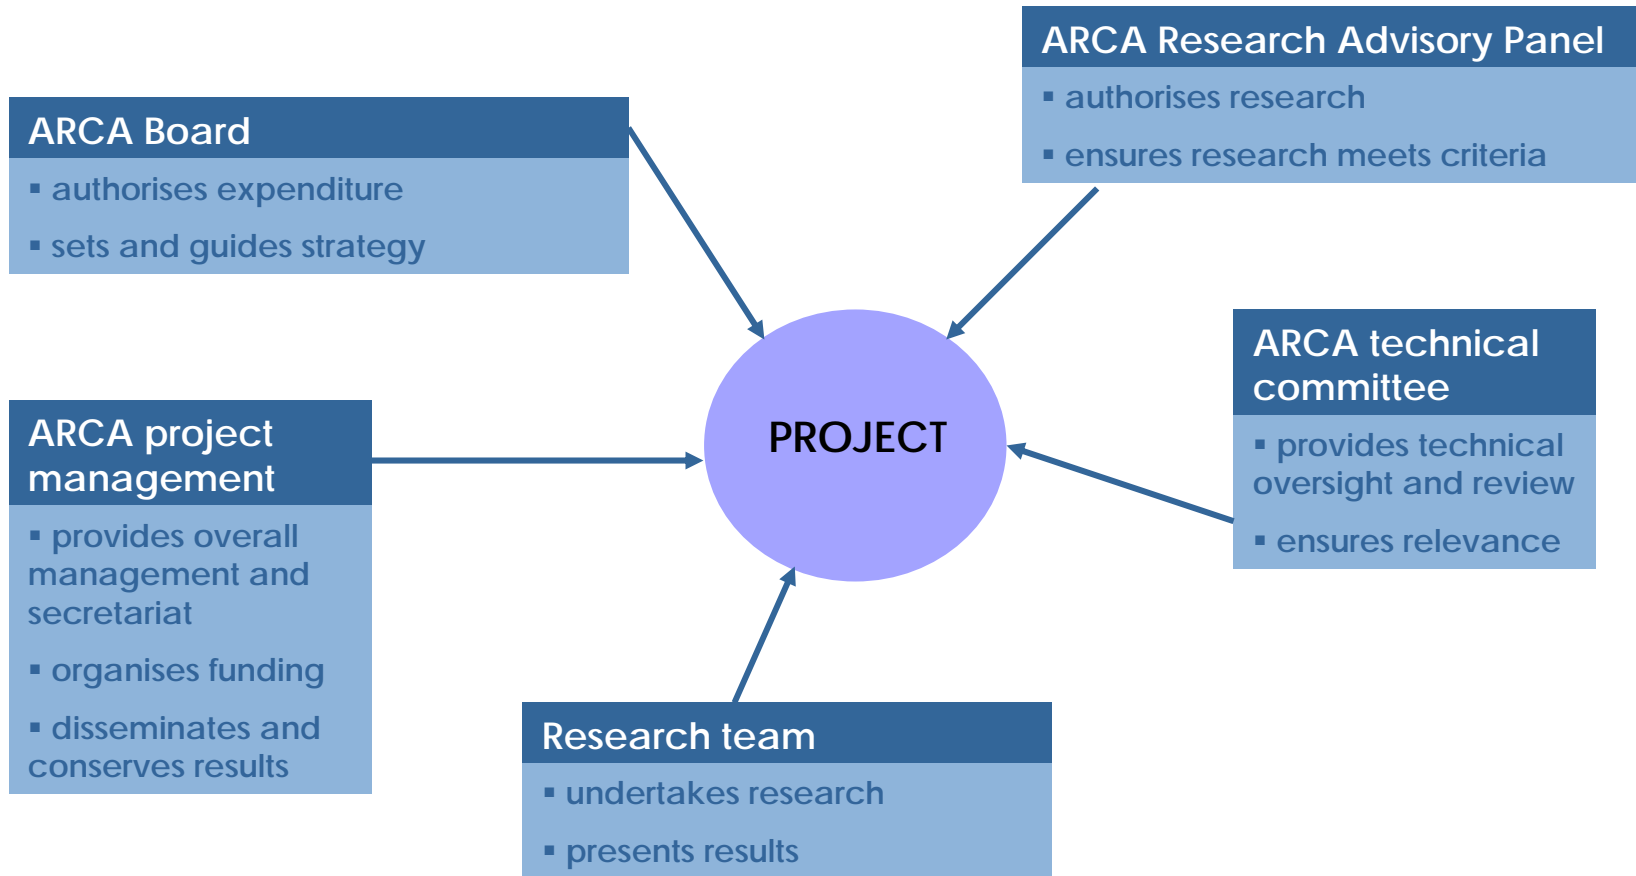 ARCA Research Advisory Panel
▪ authorises research
▪ ensures research meets criteria
ARCA Board
▪ authorises expenditure
▪ sets and guides strategy
ARCA technical
committee
▪ provides technical
oversight and review
▪ ensures relevance
PROJECT
ARCA project
management
▪ provides overall
management and
secretariat
▪ organises funding
▪ disseminates and
conserves results
Research team
▪ undertakes research
▪ presents results